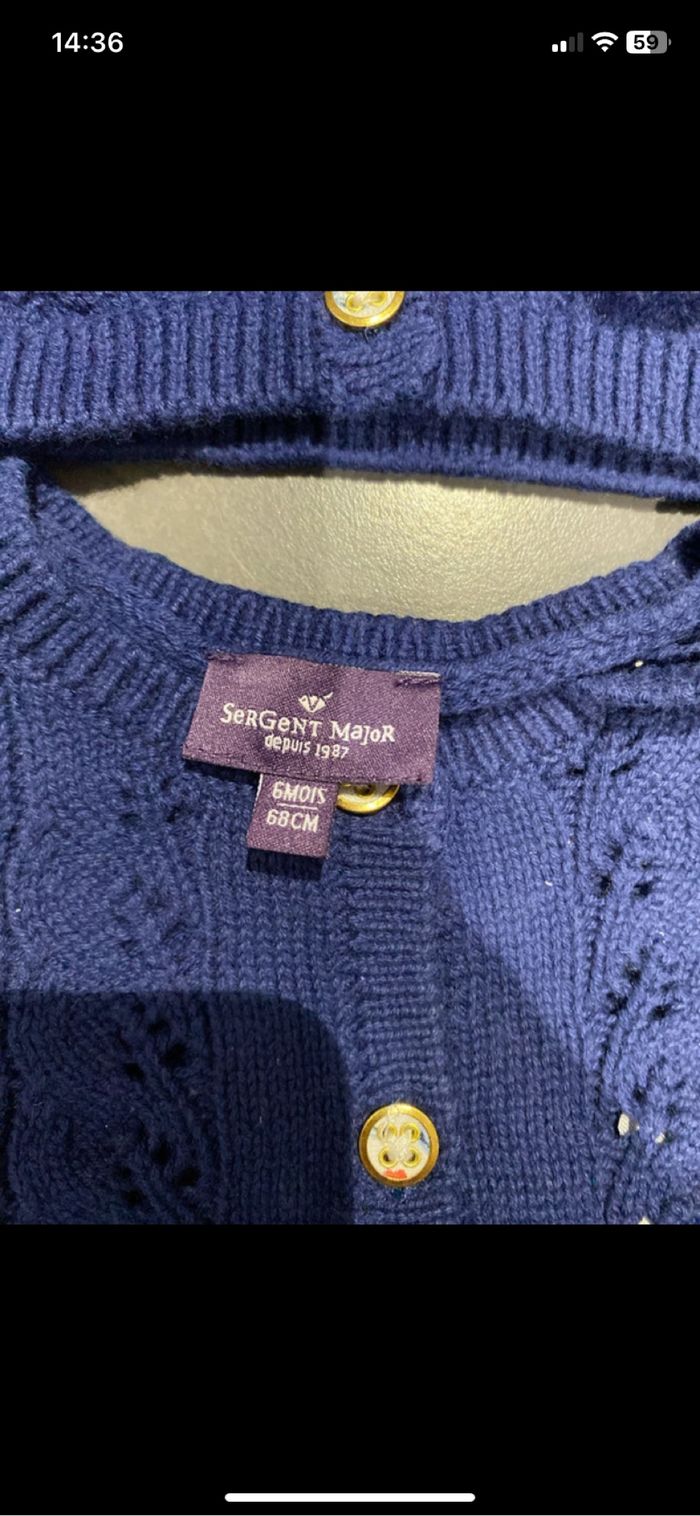 14:36
59
SeRGeNT MajoR
depuis 1987
6MOIS
68CM